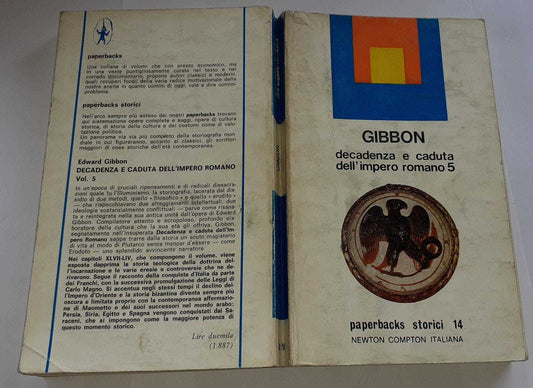 paperbacks
Una collana di volumi che con prezzo economico, ma
in una veste puntigliosamente curata nel testo e nel
corredo documentario, propone autori classici e moderni,
quali recuperi focali della varia radice motivazionale delle
nostre scelte in quanto uomini di oggi, vale a dire uomini-
problema.
paperbacks storici
Nell'arco sempre più esteso dei nostri paperbacks trovano
qui sistemazione opere complete e saggi, opere di cultura
storica, di storia della cultura e dei costumi come di valu-
tazione politica.
Un panorama via via più completo della storiografia mon-
diale in cui figureranno, accanto ai classici, gli scrittori
maggiori di cose storiche dell'età contemporanea.
Edward Gibbon
DECADENZA E CADUTA DELL'IMPERO ROMANO
Vol. 5
In un'epoca di cruciali ripensamenti e di radicali dissacra-
zioni quale fu l'Illuminismo, la storiografia, lacerata dal dis-
sidio di due metodi, quello « filosofico » e quello « erudito »
— che rispecchiavano due atteggiamenti intellettuali, due
ideologie sostanzialmente conflittuali — parve come risana-
ta e reintegrata nella sua antica unità dall'opera di Edward
Gibbon. Compilatore attento e scrupoloso, profondo ela-
boratore della cultura che la sua età gli offriva, Gibbon,
segnatamente nell'insuperata Decadenza e caduta dell'Im-
pero Romano seppe trarre dalla storia un acuto magistero
di vita al modo di Plutarco senza mancar d'essere — come
Erodoto — uno splendido avvincente narratore.
Nei capitoli XLVII-LIV, che compongono il volume, viene
esposta dapprima la storia teologica della dottrina del-
l'incarnazione e le varie eresie e controversie che ne de-
rivarono. Segue il racconto della conquista d'Italia da parte
dei Franchi, con la successiva promulgazione delle Leggi di
Carlo Magno. Si accentua negli stessi tempi il declino del-
l'Impero d'Oriente e la storia bizantina diventa sempre più
oscura e limitata proprio con la contemporanea affermazio-
ne di Maometto e dei suoi successori nel mondo arabo:
Persia, Siria, Egitto e Spagna vengono conquistati dai Sa-
raceni, che si impongono come la maggiore potenza di
questo momento storico.
Lire duemila
(1.887)
GIBBON
GIBBON
decadenza e caduta
dell'impero romano 5
paperbacks storici 14
NEWTON COMPTON ITALIANA